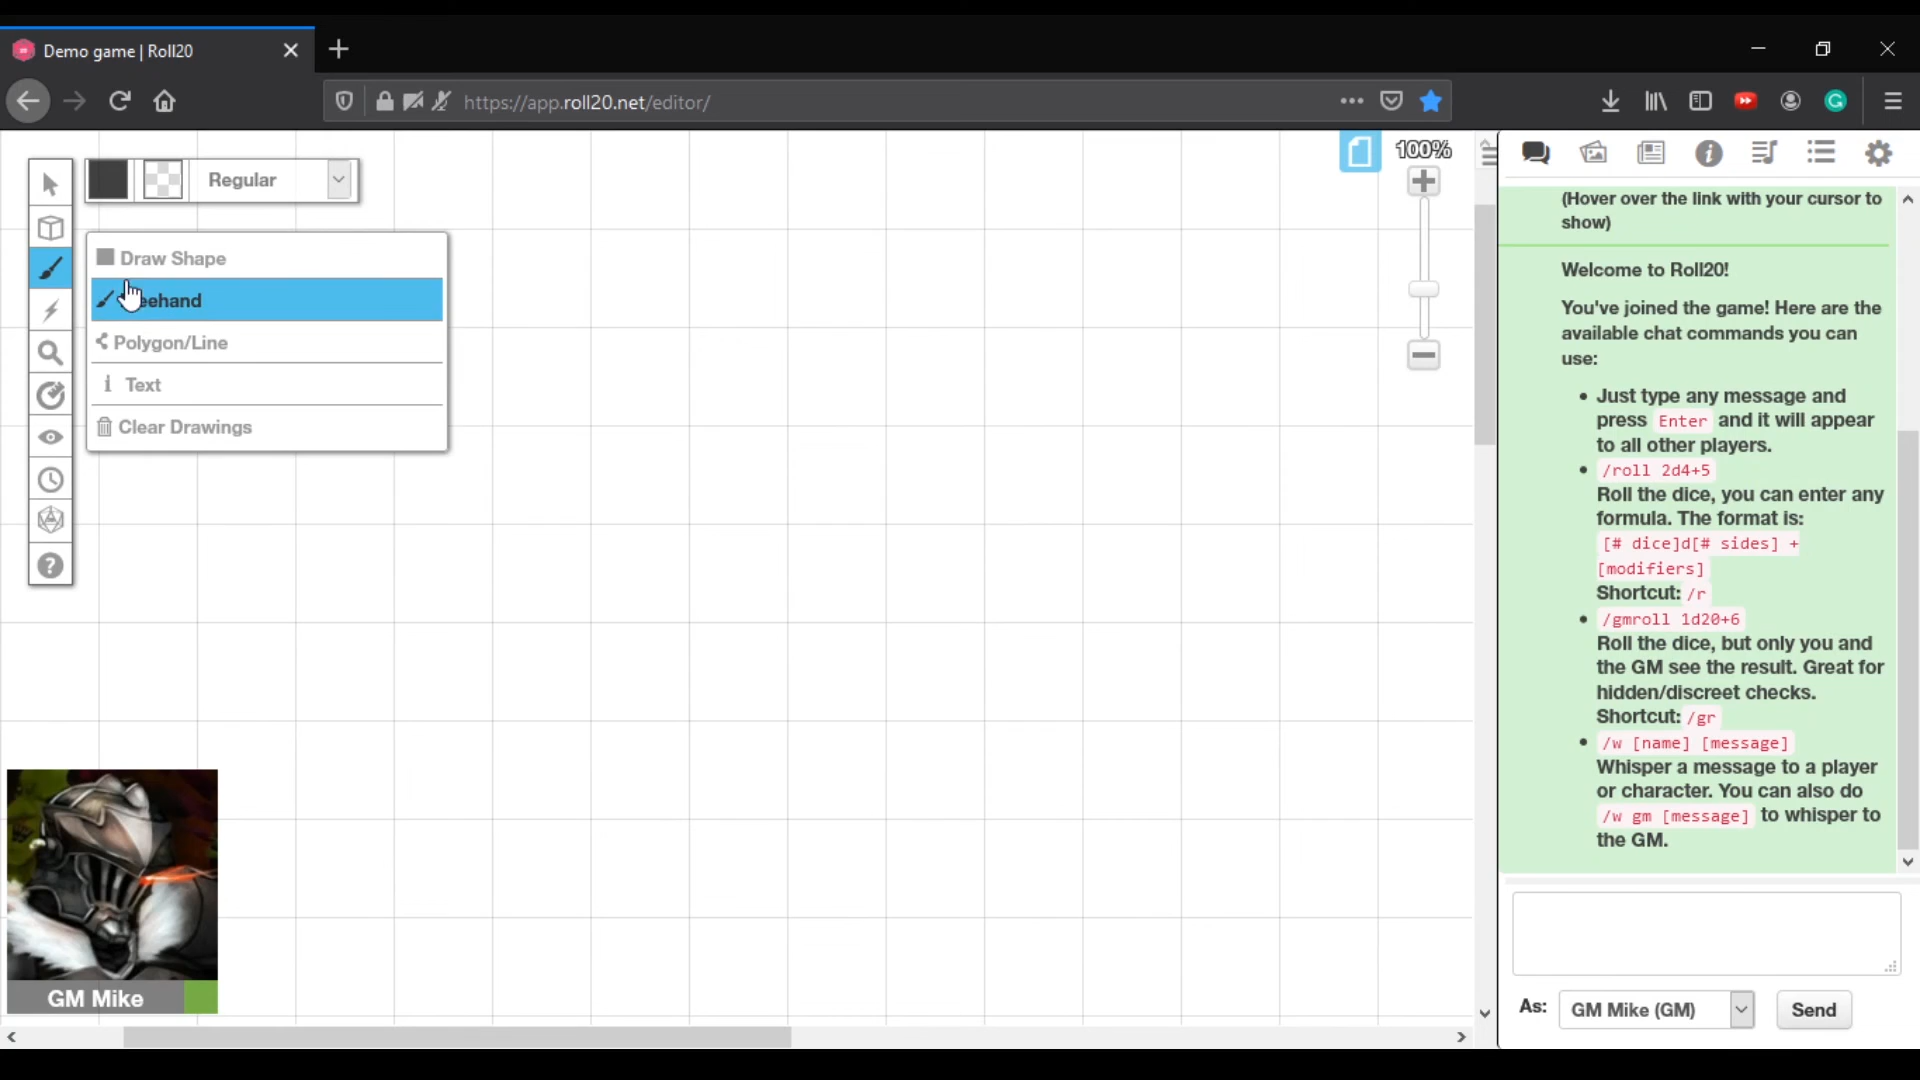 Demo game | Roll20
https://app.roll20.net/editor/
Regular
100%
Draw Shape
eehand
Polygon/Line
Text
Clear Drawings
GM Mike
(Hover over the link with your cursor to
show)
Welcome to Roll20!
You've joined the game! Here are the
available chat commands you can
use:
Just type any message and
press Enter and it will appear
to all other players.
/roll 2d4+5
Roll the dice, you can enter any
formula. The format is:
[# dice]d[# sides] +
[modifiers]
Shortcut: /r
/gmroll 1d20+6
Roll the dice, but only you and
the GM see the result. Great for
hidden/discreet checks.
Shortcut: /gr
/w [name] [message]
Whisper a message to a player
or character. You can also do
/w gm [message] to whisper to
the GM.
As: GM Mike (GM) Send